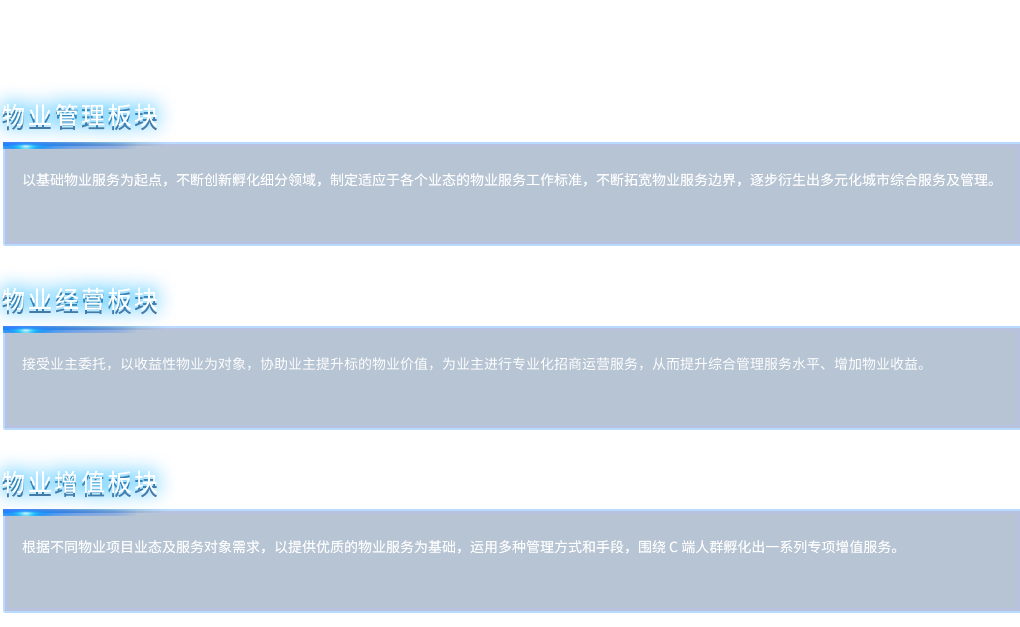 物业管理板块
以基础物业服务为起点，不断创新孵化细分领域，制定适应于各个业态的物业服务工作标准，不断拓宽物业服务边界，逐步衍生出多元化城市综合服务及管理。
物业经营板块
接受业主委托，以收益性物业为对象，协助业主提升标的物业价值，为业主进行专业化招商运营服务，从而提升综合管理服务水平、增加物业收益。
物业增值板块
根据不同物业项目业态及服务对象需求，以提供优质的物业服务为基础，运用多种管理方式和手段，围绕 C 端人群孵化出一系列专项增值服务。